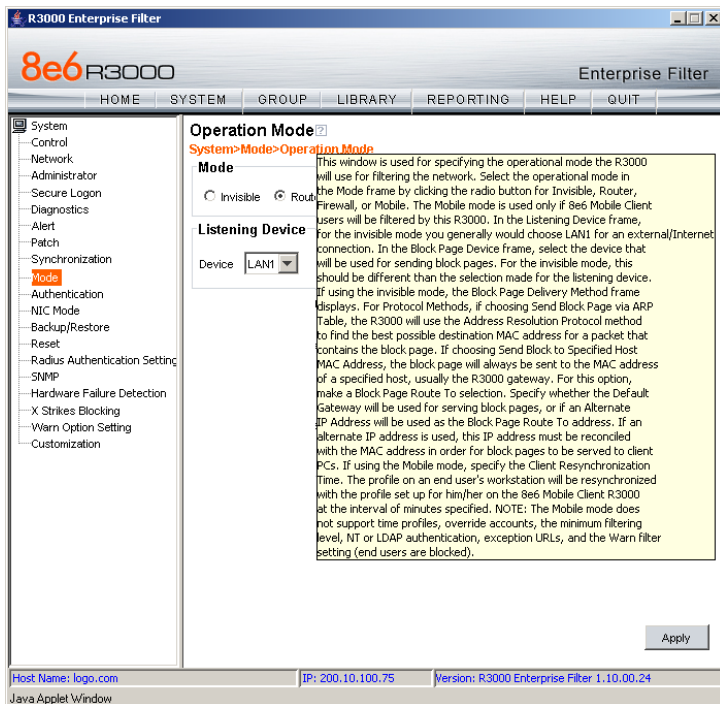 R3000 Enterprise Filter
8e6 R3000
Enterprise Filter
HOME SYSTEM GROUP LIBRARY REPORTING HELP QUIT
System
Control
Network
Administrator
Secure Logon
Diagnostics
Alert
Patch
Synchronization
Mode
Authentication
NIC Mode
Backup/Restore
Reset
Radius Authentication Setting
SNMP
Hardware Failure Detection
X Strikes Blocking
Warn Option Setting
Customization
Operation Mode ?
System>Mode>Operation Mode
Mode
Invisible
Listening Device
Device LAN1
This window is used for specifying the operational mode the R3000
will use for filtering the network. Select the operational mode in
the Mode frame by clicking the radio button for Invisible, Router,
Firewall, or Mobile. The Mobile mode is used only if 8e6 Mobile Client
users will be filtered by this R3000. In the Listening Device frame,
for the invisible mode you generally would choose LAN1 for an external/Internet
connection. In the Block Page Device frame, select the device that
will be used for sending block pages. For the invisible mode, this
should be different than the selection made for the listening device.
If using the invisible mode, the Block Page Delivery Method frame
displays. For Protocol Methods, if choosing Send Block Page via ARP
Table, the R3000 will use the Address Resolution Protocol method
to find the best possible destination MAC address for a packet that
contains the block page. If choosing Send Block to Specified Host
MAC Address, the block page will always be sent to the MAC address
of a specified host, usually the R3000 gateway. For this option,
make a Block Page Route To selection. Specify whether the Default
Gateway will be used for serving block pages, or if an Alternate
IP Address will be used as the Block Page Route To address. If an
alternate IP address is used, this IP address must be reconciled
with the MAC address in order for block pages to be served to client
PCs. If using the Mobile mode, specify the Client Resynchronization
Time. The profile on an end user's workstation will be resynchronized
with the profile set up for him/her on the 8e6 Mobile Client R3000
at the interval of minutes specified. NOTE: The Mobile mode does
not support time profiles, override accounts, the minimum filtering
level, NT or LDAP authentication, exception URLs, and the Warn filter
setting (end users are blocked).
Apply
Host Name: logo.com IP: 200.10.100.75 Version: R3000 Enterprise Filter 1.10.00.24
Java Applet Window